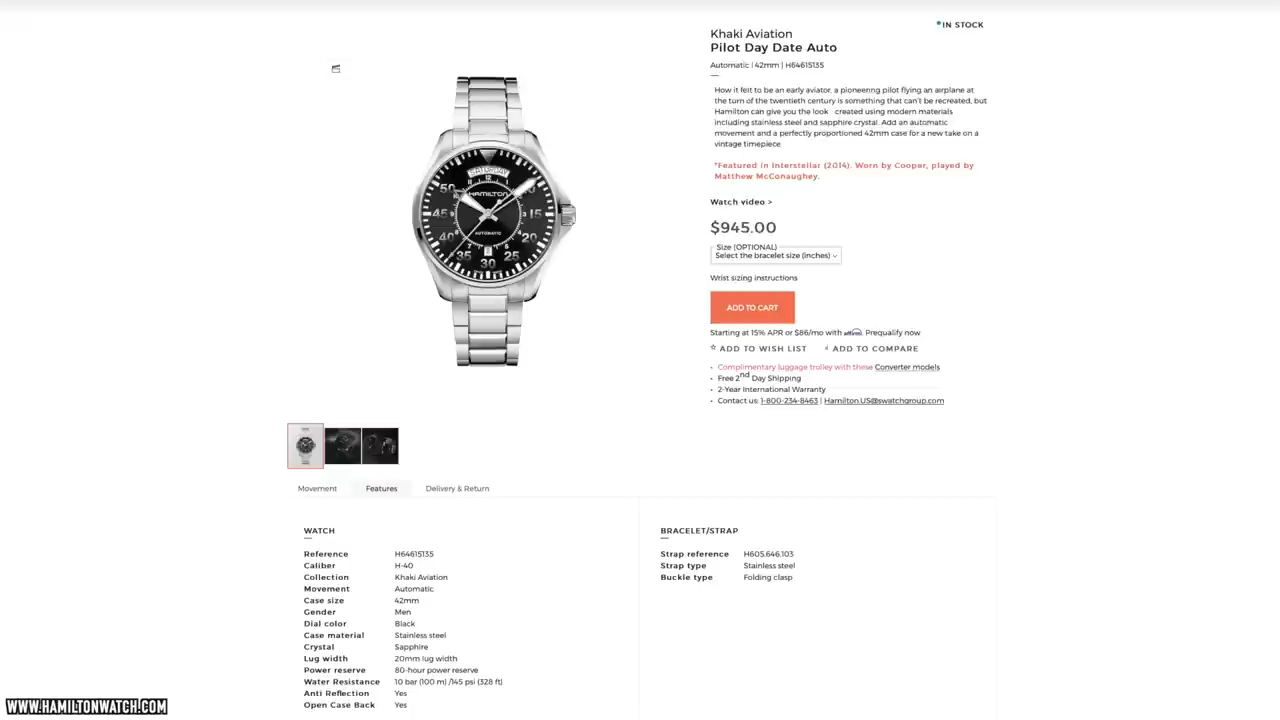 IN STOCK
Khaki Aviation
Pilot Day Date Auto
Automatic | 42mm | H64615135
How it felt to be an early aviator, a pioneering pilot flying an airplane at
the turn of the twentieth century is something that can't be recreated, but
Hamilton can give you the look created using modern materials
including stainless steel and sapphire crystal. Add an automatic
movement and a perfectly proportioned 42mm case for a new take on a
vintage timepiece
*Featured in Interstellar (2014). Worn by Cooper, played by
Matthew McConaughey.
Watch video >
$945.00
Size (OPTIONAL)
Select the bracelet size (inches)
Wrist sizing instructions
ADD TO CART
Starting at 15% APR or $86/mo with affirm. Prequalify now
ADD TO WISH LIST ADD TO COMPARE
Complimentary luggage trolley with these Converter models
Free 2nd Day Shipping
2-Year International Warranty
Contact us: 1-800-234-8463 | Hamilton.US@swatchgroup.com
SATURDAY
HAMILTON
AUTOMATIC
50
45
40
35
30
25
20
15
Movement Features Delivery & Return
WATCH
Reference H64615135
Caliber H-40
Collection Khaki Aviation
Movement Automatic
Case size 42mm
Gender Men
Dial color Black
Case material Stainless steel
Crystal Sapphire
Lug width 20mm lug width
Power reserve 80-hour power reserve
Water Resistance 10 bar (100 m) /145 psi (328 ft)
Anti Reflection Yes
Open Case Back Yes
BRACELET/STRAP
Strap reference H605.646.103
Strap type Stainless steel
Buckle type Folding clasp
WWW.HAMILTONWATCH.COM